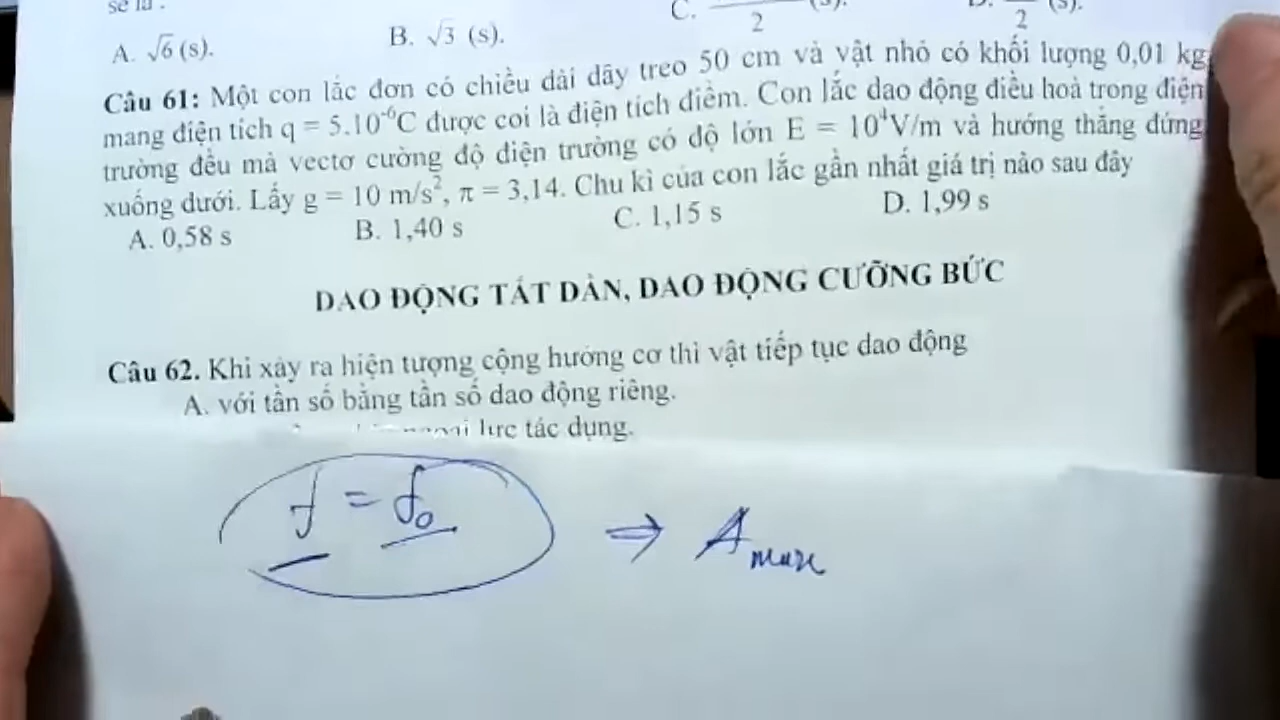 sẽ là :
A. √6 (s).
B. √3 (s).
C. 2 (s).
D. 2 (s).
Câu 61: Một con lắc đơn có chiều dài dây treo 50 cm và vật nhỏ có khối lượng 0,01 kg
mang điện tích q = 5.10⁻⁶C được coi là điện tích điểm. Con lắc dao động điều hoà trong điện
trường đều mà vectơ cường độ điện trường có độ lớn E = 10⁴V/m và hướng thẳng đứng
xuống dưới. Lấy g = 10 m/s², π = 3,14. Chu kì của con lắc gần nhất giá trị nào sau đây
A. 0,58 s B. 1,40 s C. 1,15 s D. 1,99 s
DAO ĐỘNG TẮT DẦN, DAO ĐỘNG CƯỠNG BỨC
Câu 62. Khi xảy ra hiện tượng cộng hưởng cơ thì vật tiếp tục dao động
A. với tần số bằng tần số dao động riêng.
ngoại lực tác dụng.
f = f₀ ⇒ A max